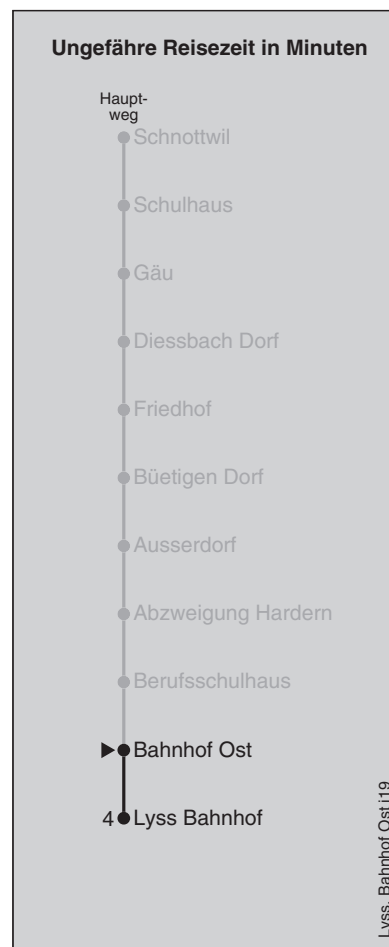 Ungefähre Reisezeit in Minuten
Haupt-
weg
Schnottwil
Schulhaus
Gäu
Diessbach Dorf
Friedhof
Büetigen Dorf
Ausserdorf
Abzweigung Hardern
Berufsschulhaus
Bahnhof Ost
4 Lyss Bahnhof
Lyss, Bahnhof Ost j19